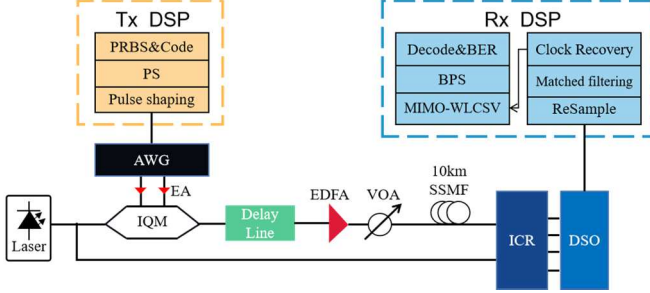 Tx DSP
PRBS&Code
PS
Pulse shaping
Rx DSP
Decode&BER
BPS
MIMO-WLCSV
Clock Recovery
Matched filtering
ReSample
AWG
EA
IQM
Laser
Delay
Line
EDFA
VOA
10km
SSMF
ICR
DSO